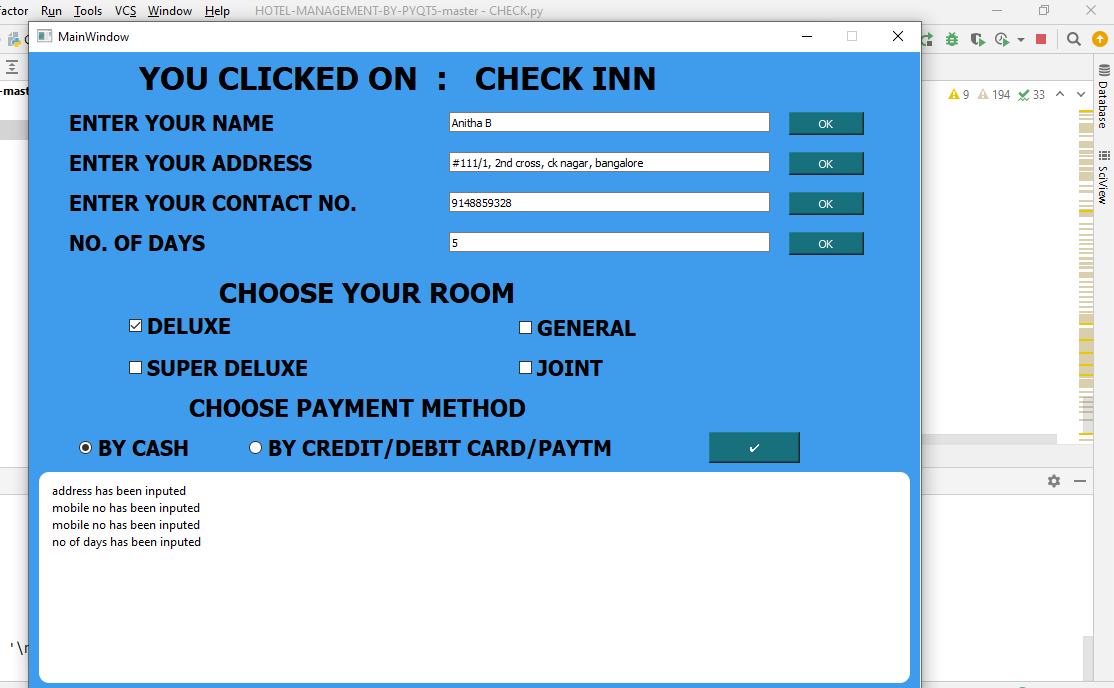 factor Run Tools VCS Window Help HOTEL-MANAGEMENT-BY-PYQT5-master - CHECK.py
MainWindow
-mast
9 194 33
Database
SciView
YOU CLICKED ON : CHECK INN
ENTER YOUR NAME Anitha B OK
ENTER YOUR ADDRESS #111/1, 2nd cross, ck nagar, bangalore OK
ENTER YOUR CONTACT NO. 9148859328 OK
NO. OF DAYS 5 OK
CHOOSE YOUR ROOM
DELUXE GENERAL
SUPER DELUXE JOINT
CHOOSE PAYMENT METHOD
BY CASH BY CREDIT/DEBIT CARD/PAYTM
address has been inputed
mobile no has been inputed
mobile no has been inputed
no of days has been inputed